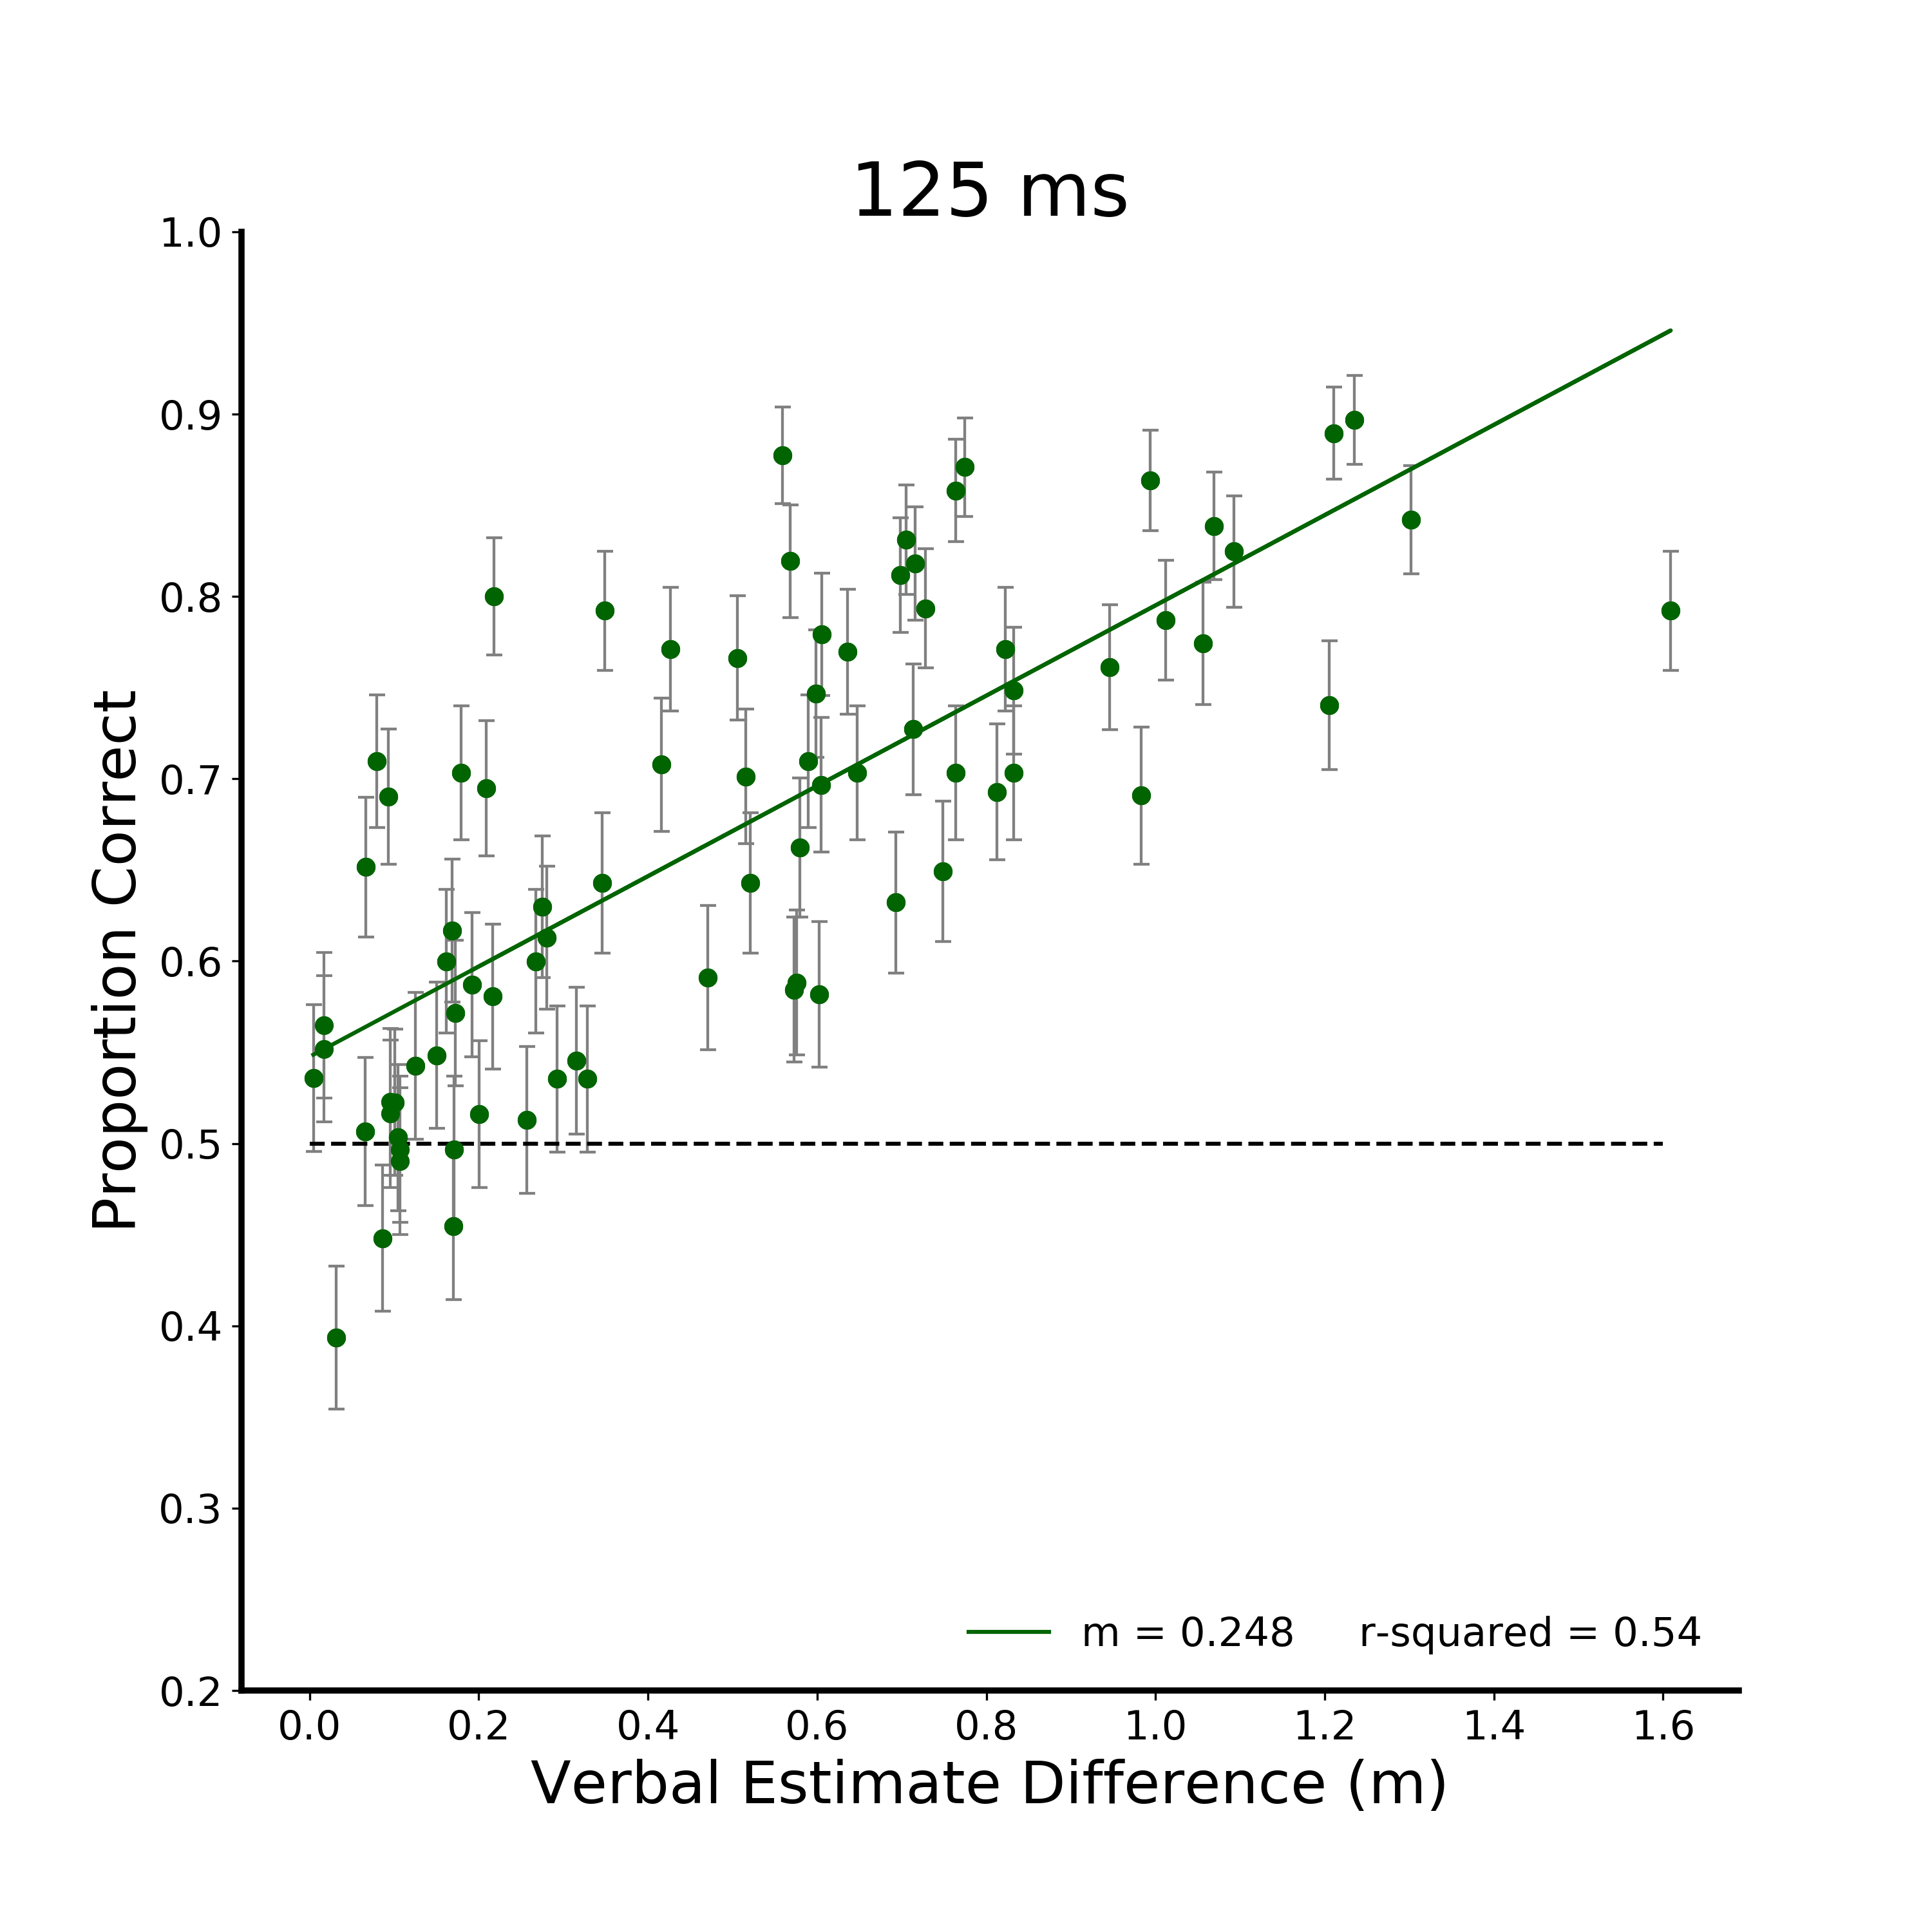 125 ms
1.0
0.9
0.8
0.7
0.6
0.5
0.4
0.3
0.2
Proportion Correct
m = 0.248 r-squared = 0.54
0.0 0.2 0.4 0.6 0.8 1.0 1.2 1.4 1.6
Verbal Estimate Difference (m)